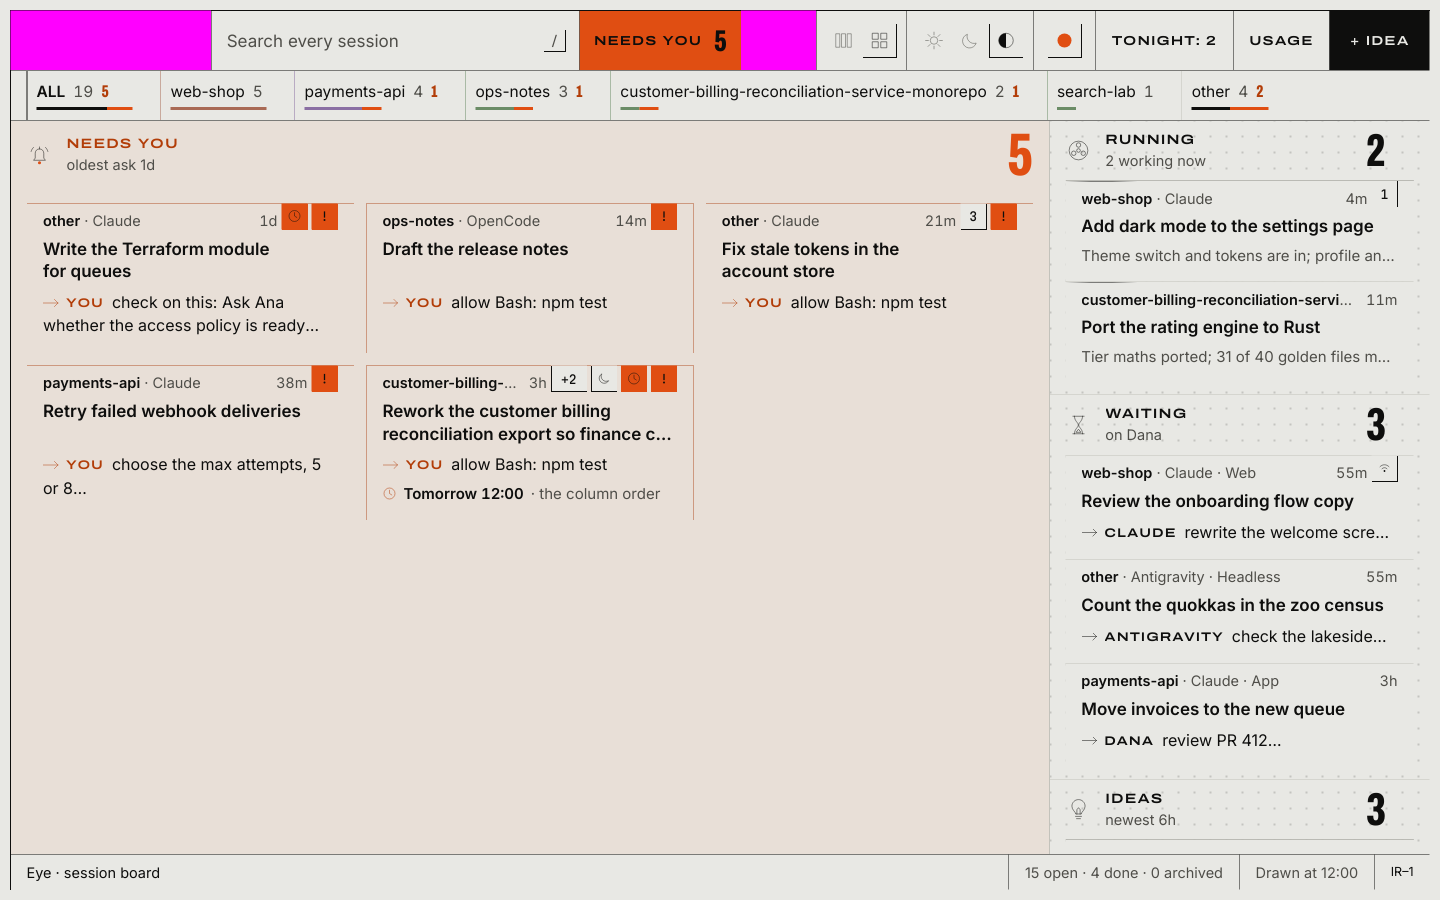 Search every session /
NEEDS YOU 5
TONIGHT: 2
USAGE
+ IDEA
ALL 19 5
web-shop 5
payments-api 4 1
ops-notes 3 1
customer-billing-reconciliation-service-monorepo 2 1
search-lab 1
other 4 2
NEEDS YOU 5
oldest ask 1d
other · Claude 1d !
Write the Terraform module
for queues
→ YOU check on this: Ask Ana
whether the access policy is ready…
ops-notes · OpenCode 14m !
Draft the release notes
→ YOU allow Bash: npm test
other · Claude 21m 3 !
Fix stale tokens in the
account store
→ YOU allow Bash: npm test
payments-api · Claude 38m !
Retry failed webhook deliveries
→ YOU choose the max attempts, 5
or 8…
customer-billing-… 3h +2 !
Rework the customer billing
reconciliation export so finance c…
→ YOU allow Bash: npm test
Tomorrow 12:00 · the column order
RUNNING 2
2 working now
web-shop · Claude 4m 1
Add dark mode to the settings page
Theme switch and tokens are in; profile an…
customer-billing-reconciliation-servi… 11m
Port the rating engine to Rust
Tier maths ported; 31 of 40 golden files m…
WAITING 3
on Dana
web-shop · Claude · Web 55m
Review the onboarding flow copy
→ CLAUDE rewrite the welcome scre…
other · Antigravity · Headless 55m
Count the quokkas in the zoo census
→ ANTIGRAVITY check the lakeside…
payments-api · Claude · App 3h
Move invoices to the new queue
→ DANA review PR 412…
IDEAS 3
newest 6h
Eye · session board
15 open · 4 done · 0 archived
Drawn at 12:00
IR–1